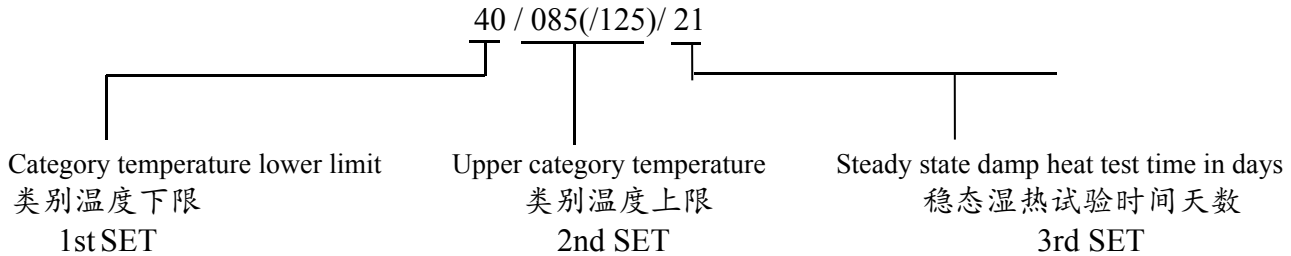 40 / 085(/125)/ 21
Category temperature lower limit
类别温度下限
1st SET
Upper category temperature
类别温度上限
2nd SET
Steady state damp heat test time in days
稳态湿热试验时间天数
3rd SET